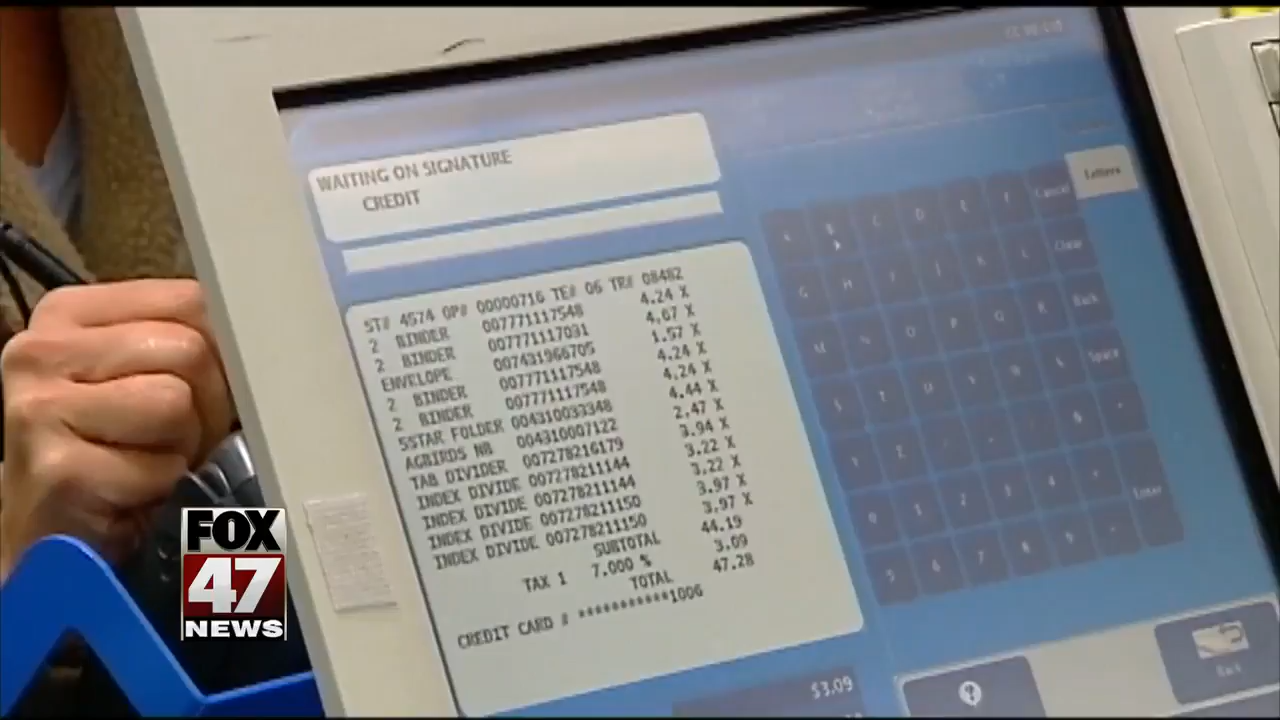 WAITING ON SIGNATURE
CREDIT
ST# 4574 OP# 00000716 TE# 06 TR# 08482
2 BINDER 007771117548 4.24 X
2 BINDER 007771117031 4.67 X
ENVELOPE 007431966705 1.57 X
2 BINDER 007771117548 4.24 X
2 BINDER 007771117548 4.24 X
5STAR FOLDER 004310033348 4.44 X
AGBIRDS NB 004310007122 2.47 X
TAB DIVIDER 007278216179 3.94 X
INDEX DIVIDE 007278211144 3.22 X
INDEX DIVIDE 007278211144 3.22 X
INDEX DIVIDE 007278211150 3.97 X
INDEX DIVIDE 007278211150 3.97 X
SUBTOTAL 44.19
TAX 1 7.000 % 3.09
TOTAL 47.28
CREDIT CARD # ************1006
$3.09
Letters
C D E F Cancel
G H I J K L Clear
M N O P Q R Back
Space
Enter
Back
FOX
47
NEWS